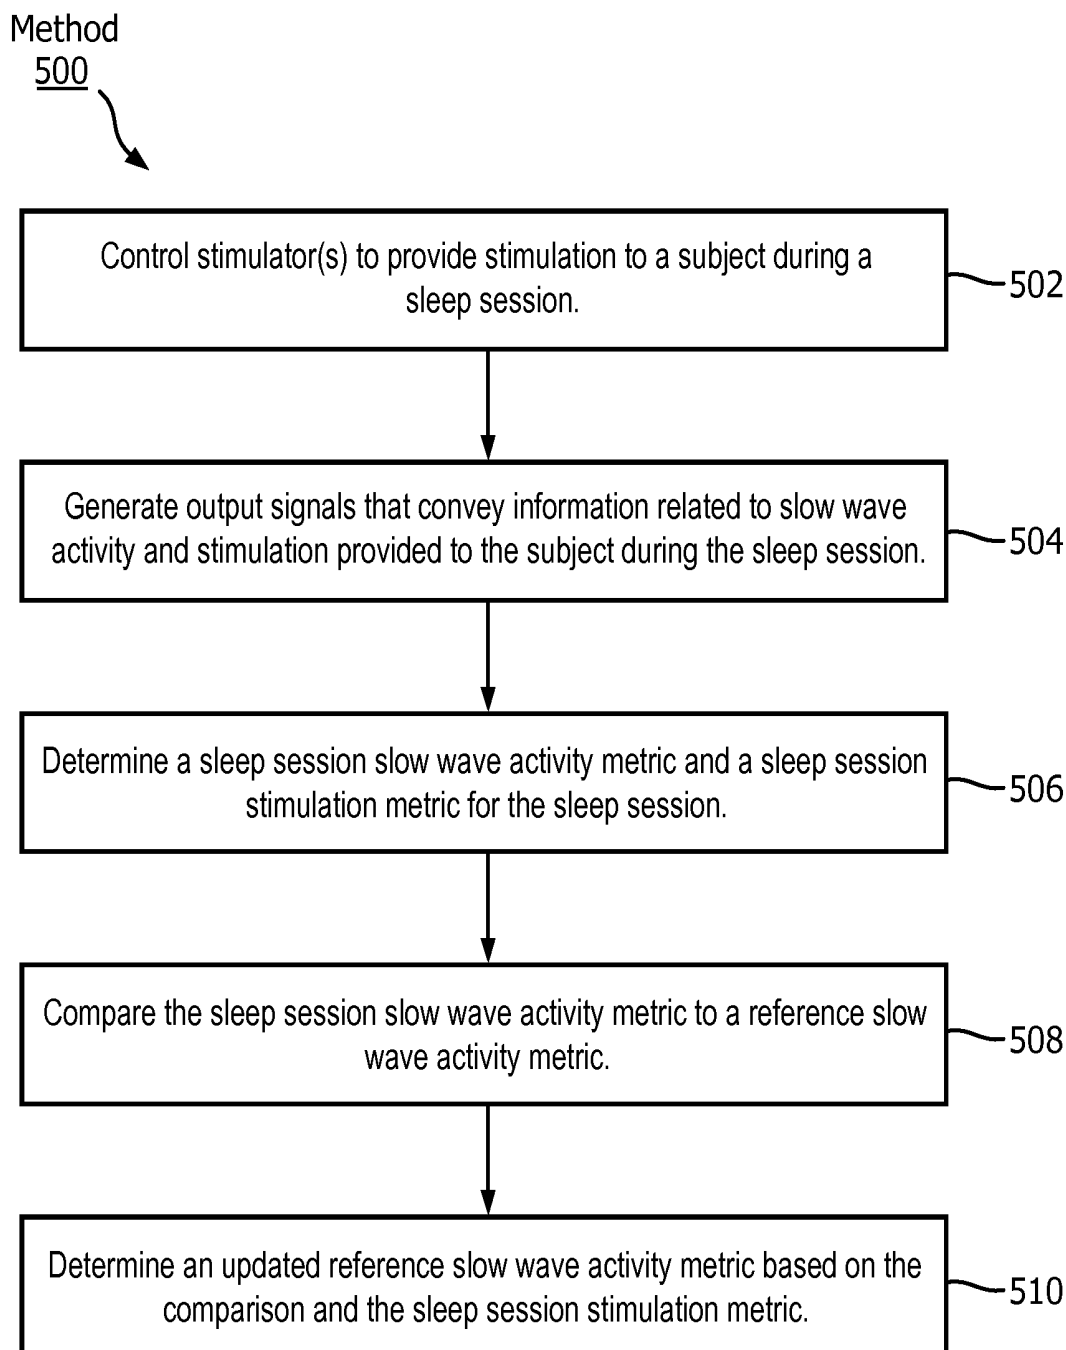 Method
500
Control stimulator(s) to provide stimulation to a subject during a
sleep session.
502
Generate output signals that convey information related to slow wave
activity and stimulation provided to the subject during the sleep session.
504
Determine a sleep session slow wave activity metric and a sleep session
stimulation metric for the sleep session.
506
Compare the sleep session slow wave activity metric to a reference slow
wave activity metric.
508
Determine an updated reference slow wave activity metric based on the
comparison and the sleep session stimulation metric.
510